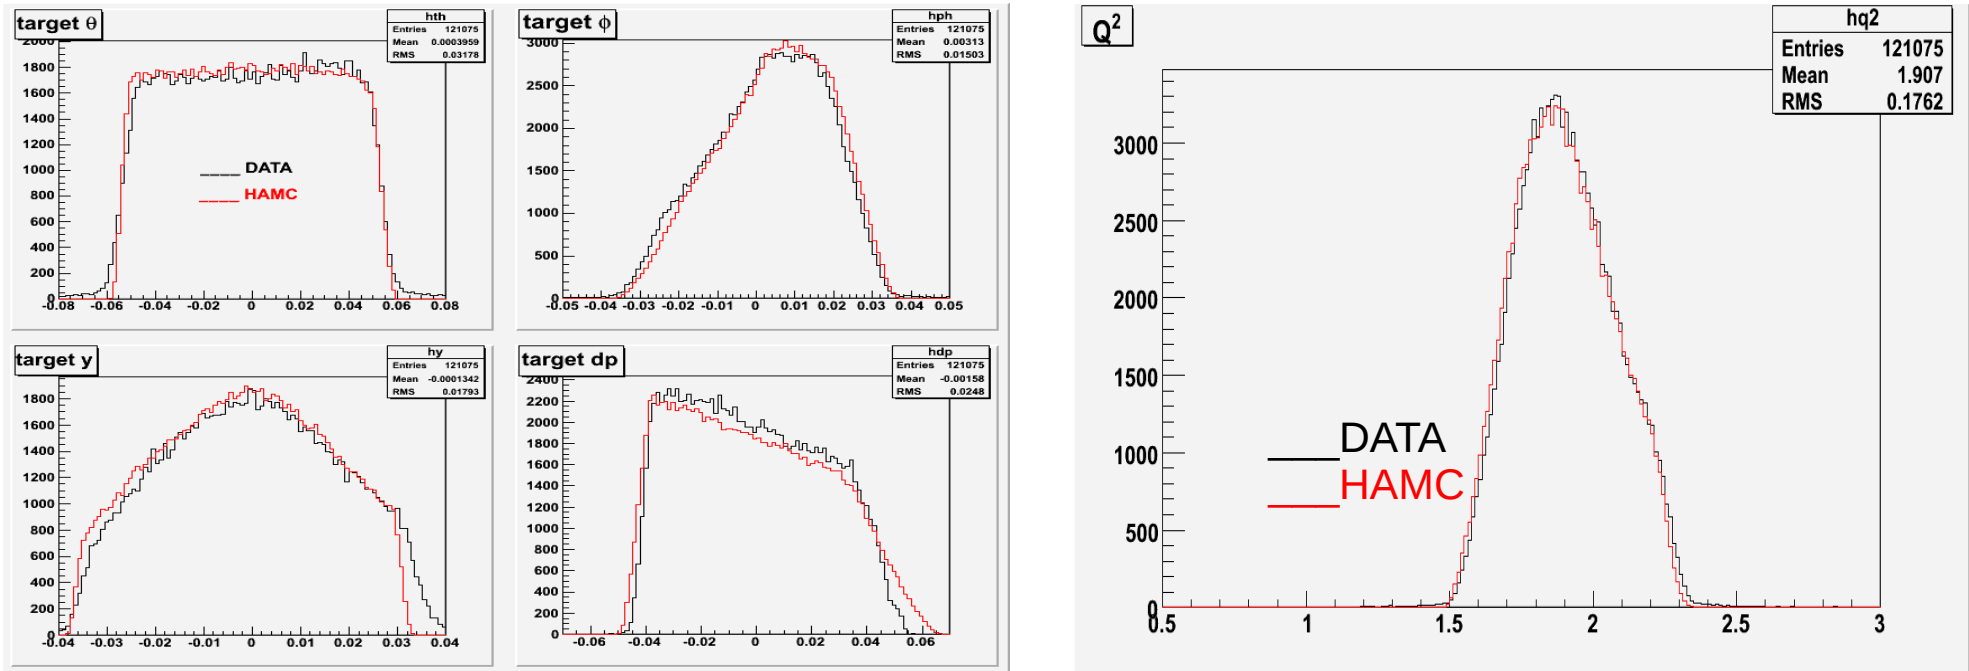 target θ
hth
Entries 121075
Mean 0.0003959
RMS 0.03178
2000
1800
1600
1400
1200
1000
800
600
400
200
0
-0.08 -0.06 -0.04 -0.02 0 0.02 0.04 0.06 0.08
DATA
HAMC
target ϕ
hph
Entries 121075
Mean 0.00313
RMS 0.01503
3000
2500
2000
1500
1000
500
0
-0.05 -0.04 -0.03 -0.02 -0.01 0 0.01 0.02 0.03 0.04 0.05
target y
hy
Entries 121075
Mean -0.0001342
RMS 0.01793
1800
1600
1400
1200
1000
800
600
400
200
0
-0.04 -0.03 -0.02 -0.01 0 0.01 0.02 0.03 0.04
target dp
hdp
Entries 121075
Mean -0.00158
RMS 0.0248
2400
2200
2000
1800
1600
1400
1200
1000
800
600
400
200
0
-0.06 -0.04 -0.02 0 0.02 0.04 0.06
Q²
hq2
Entries 121075
Mean 1.907
RMS 0.1762
3000
2500
2000
1500
1000
500
0
0.5 1 1.5 2 2.5 3
DATA
HAMC